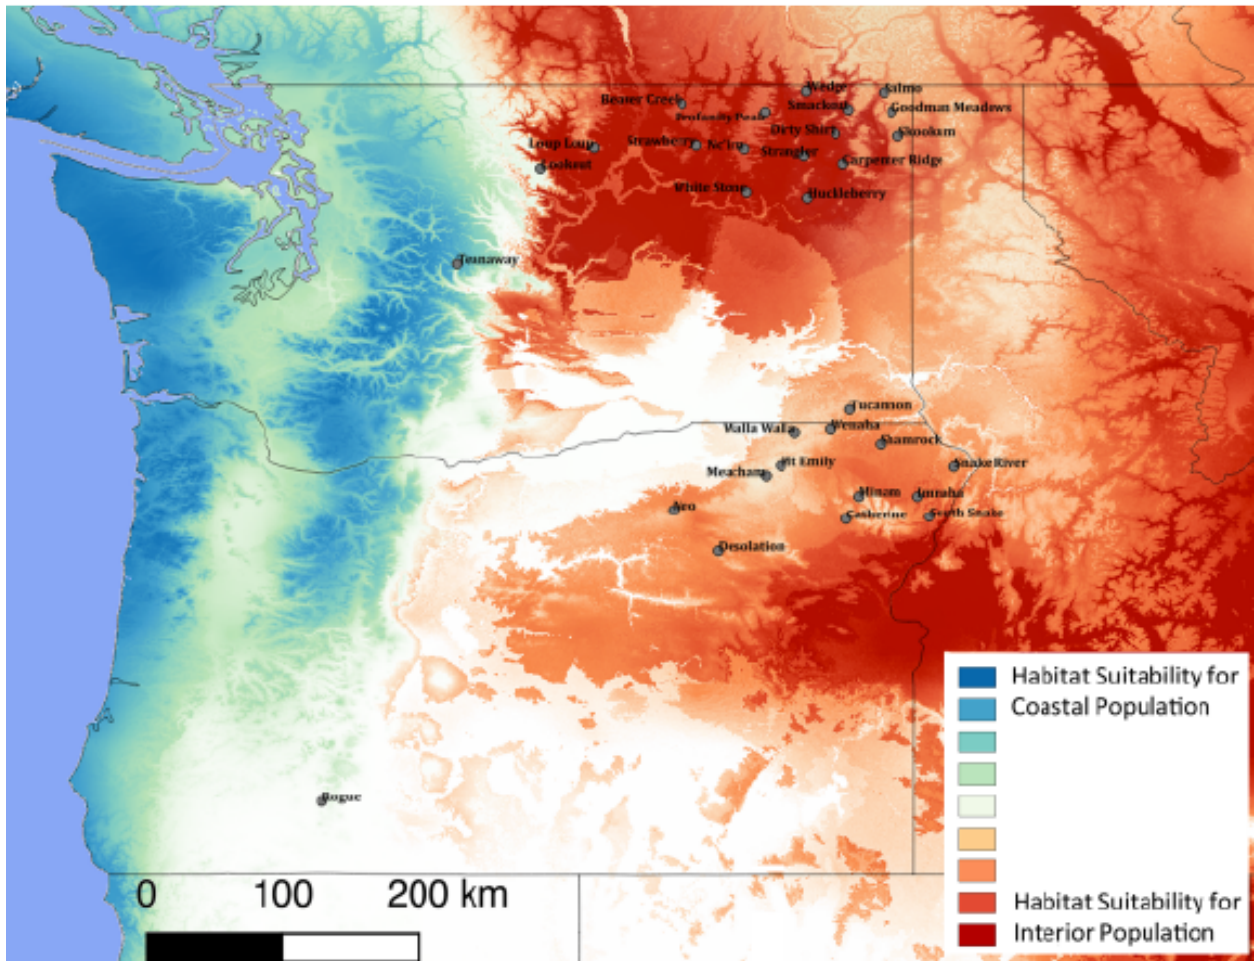 Wedge
Salmo
Beaver Creek
Smackout
Goodman Meadows
Profanity Peak
Dirty Shirt
Skookum
Loup Loup
Strawberry
Nc'icn
Strangler
Lookout
Carpenter Ridge
White Stone
Huckleberry
Teanaway
Tucannon
Walla Walla
Wenaha
Shamrock
Mt Emily
Snake River
Meacham
Minam
Imnaha
Catherine
South Snake
Desolation
Rogue
Habitat Suitability for
Coastal Population
0 100 200 km
Habitat Suitability for
Interior Population